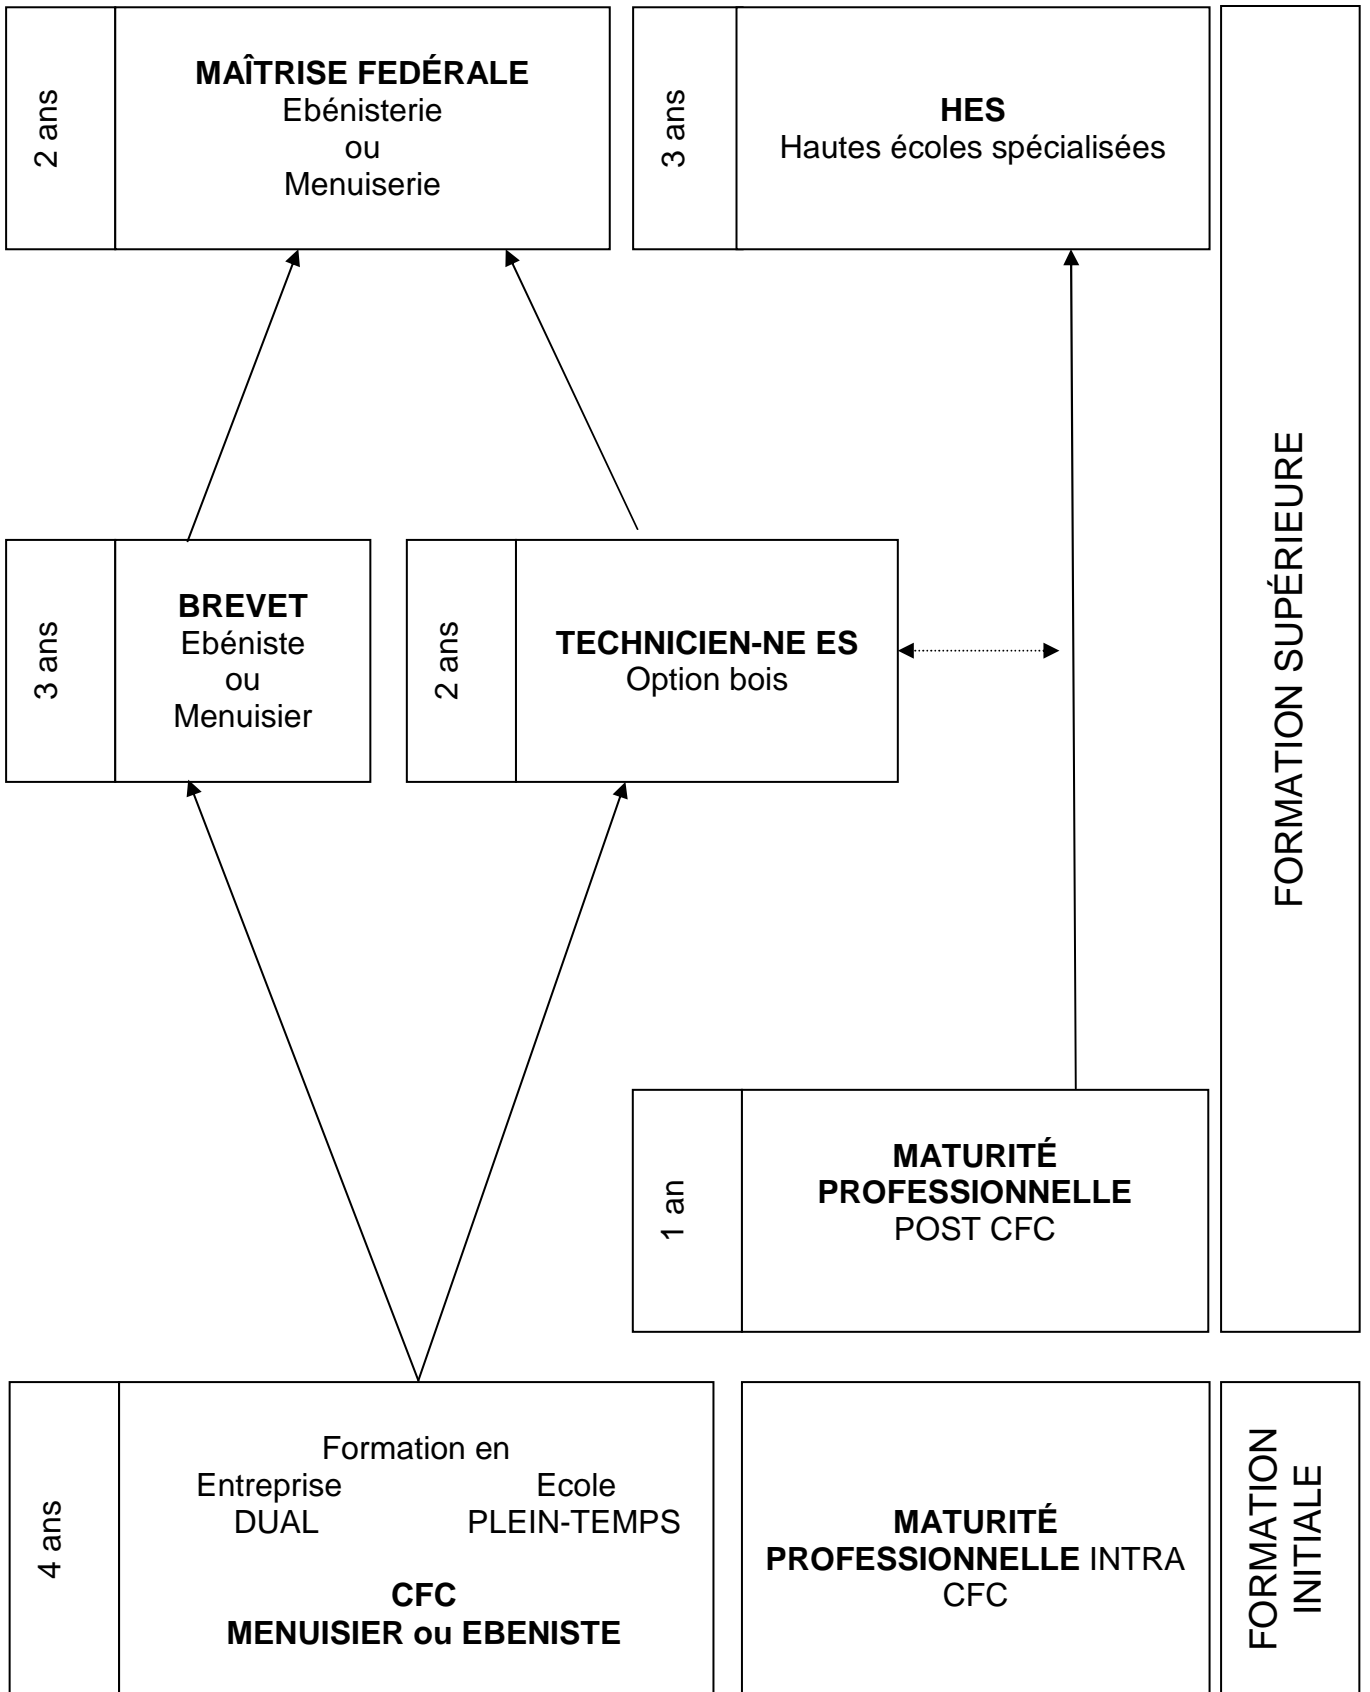 2 ans
MAÎTRISE FEDÉRALE
Ebénisterie
ou
Menuiserie
3 ans
HES
Hautes écoles spécialisées
FORMATION SUPÉRIEURE
3 ans
BREVET
Ebéniste
ou
Menuisier
2 ans
TECHNICIEN-NE ES
Option bois
1 an
MATURITÉ
PROFESSIONNELLE
POST CFC
4 ans
Formation en
Entreprise Ecole
DUAL PLEIN-TEMPS
CFC
MENUISIER ou EBENISTE
MATURITÉ
PROFESSIONNELLE INTRA
CFC
FORMATION
INITIALE